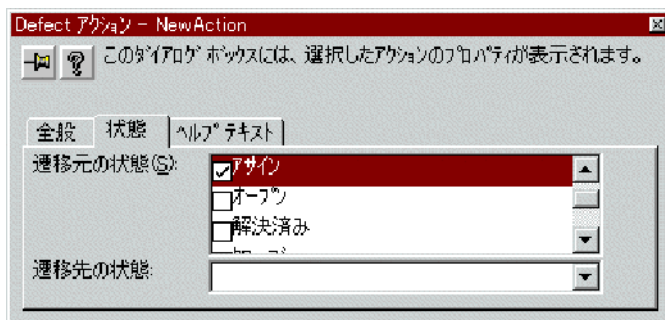 Defect アクション - NewAction
このダイアログ ボックスには、選択したアクションのプロパティが表示されます。
全般 状態 ヘルプ テキスト
遷移元の状態(S):
アサイン
オープン
解決済み
遷移先の状態: